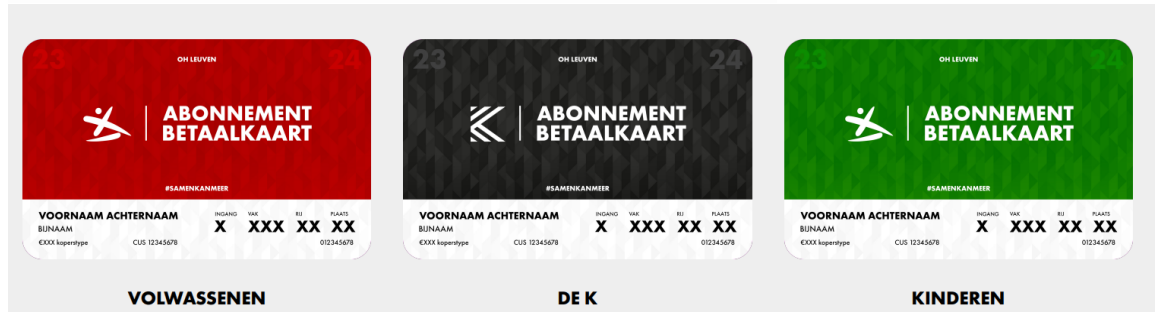 23
OH LEUVEN
24
ABONNEMENT
BETAALKAART
#SAMENKANMEER
VOORNAAM ACHTERNAAM
BIJNAAM
€XXX koperstype
CUS 12345678
INGANG VAK RIJ PLAATS
X XXX XX XX
012345678
VOLWASSENEN
23
OH LEUVEN
24
ABONNEMENT
BETAALKAART
#SAMENKANMEER
VOORNAAM ACHTERNAAM
BIJNAAM
€XXX koperstype
CUS 12345678
INGANG VAK RIJ PLAATS
X XXX XX XX
012345678
DE K
23
OH LEUVEN
24
ABONNEMENT
BETAALKAART
#SAMENKANMEER
VOORNAAM ACHTERNAAM
BIJNAAM
€XXX koperstype
CUS 12345678
INGANG VAK RIJ PLAATS
X XXX XX XX
012345678
KINDEREN